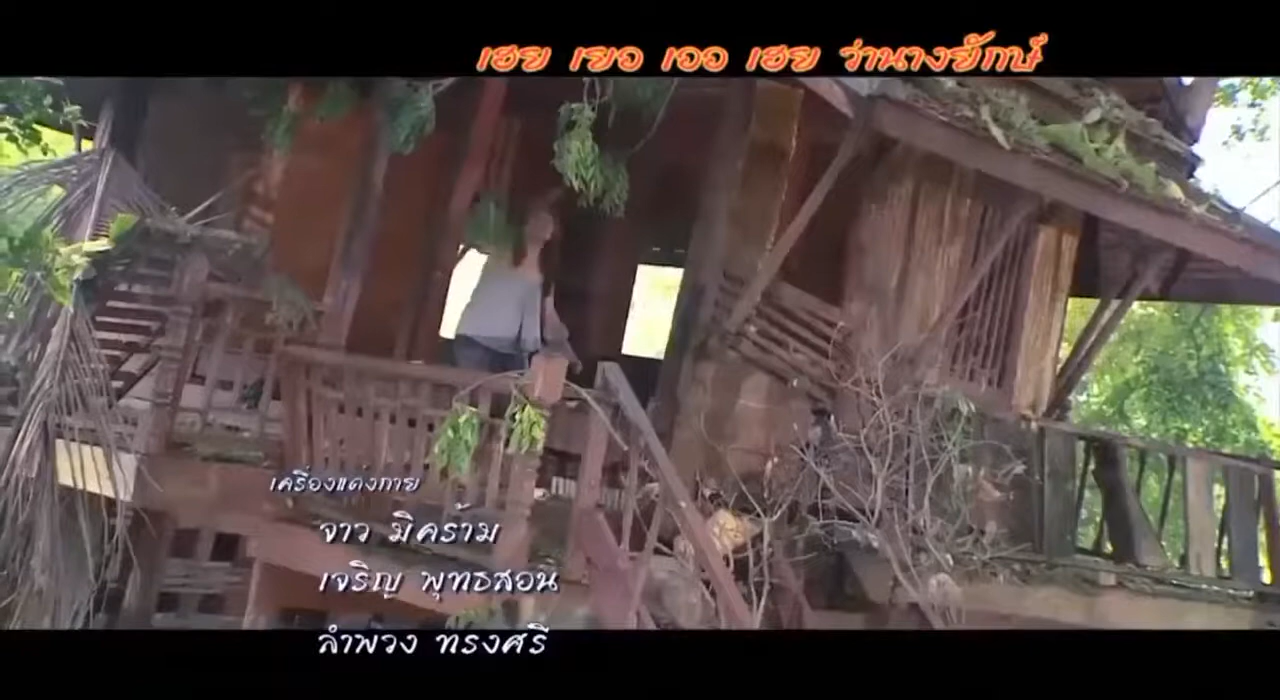 เฮย เยอ เออ เฮย ว่านางยักษ์
เครื่องแต่งกาย
จาว มิคร้าม
เจริญ พุทธสอน
ลำพวง ทรงศรี